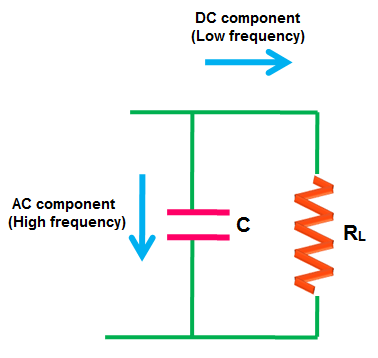 DC component
(Low frequency)
AC component
(High frequency)
C
RL